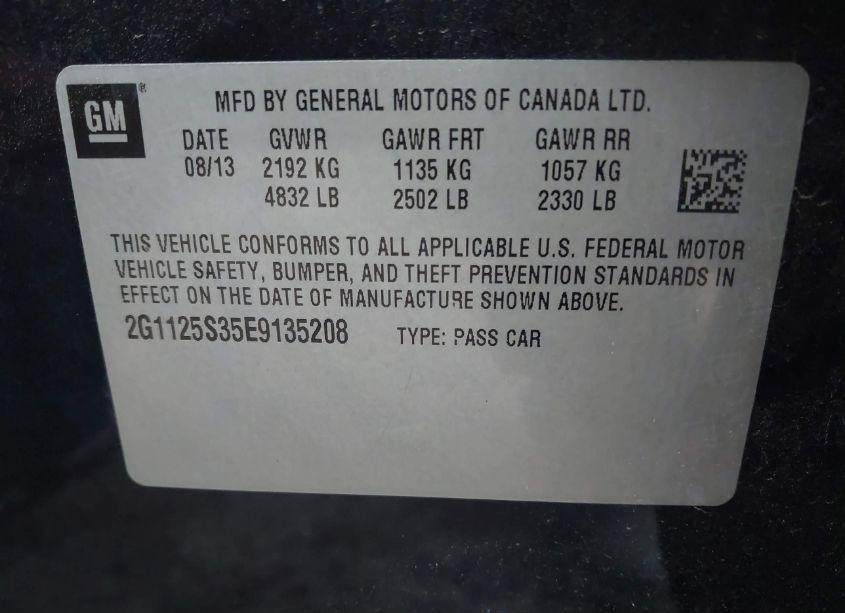 GM®
MFD BY GENERAL MOTORS OF CANADA LTD.
DATE GVWR GAWR FRT GAWR RR
08/13 2192 KG 1135 KG 1057 KG
4832 LB 2502 LB 2330 LB
THIS VEHICLE CONFORMS TO ALL APPLICABLE U.S. FEDERAL MOTOR
VEHICLE SAFETY, BUMPER, AND THEFT PREVENTION STANDARDS IN
EFFECT ON THE DATE OF MANUFACTURE SHOWN ABOVE.
2G1125S35E9135208 TYPE: PASS CAR